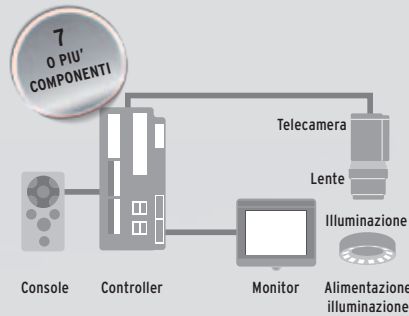 7
O PIU'
COMPONENTI
Telecamera
Lente
Illuminazione
Console
Controller
Monitor
Alimentazione
illuminazione